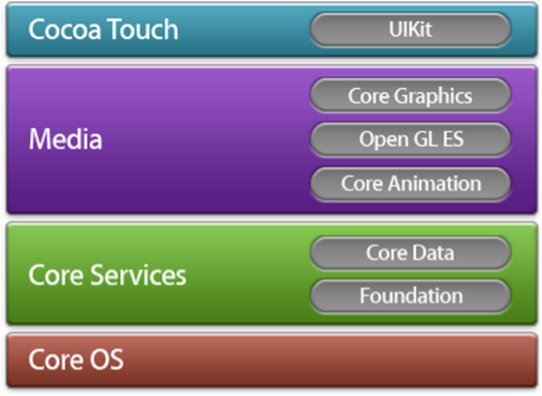 Cocoa Touch
UIKit
Media
Core Graphics
Open GL ES
Core Animation
Core Services
Core Data
Foundation
Core OS